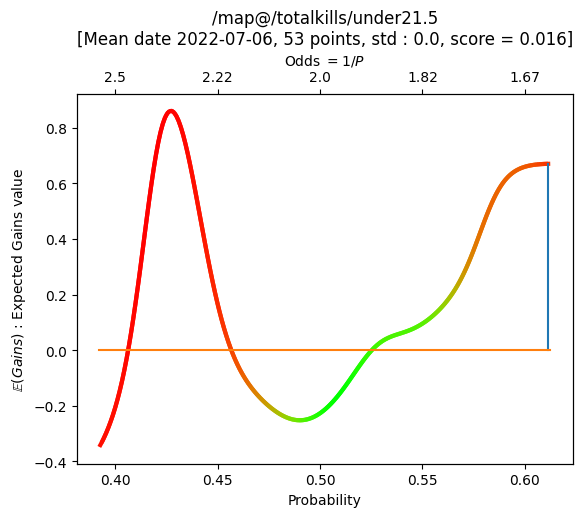 /map@/totalkills/under21.5
[Mean date 2022-07-06, 53 points, std : 0.0, score = 0.016]
Odds = 1/P
2.5 2.22 2.0 1.82 1.67
𝔼(Gains) : Expected Gains value
0.8
0.6
0.4
0.2
0.0
−0.2
−0.4
0.40 0.45 0.50 0.55 0.60
Probability